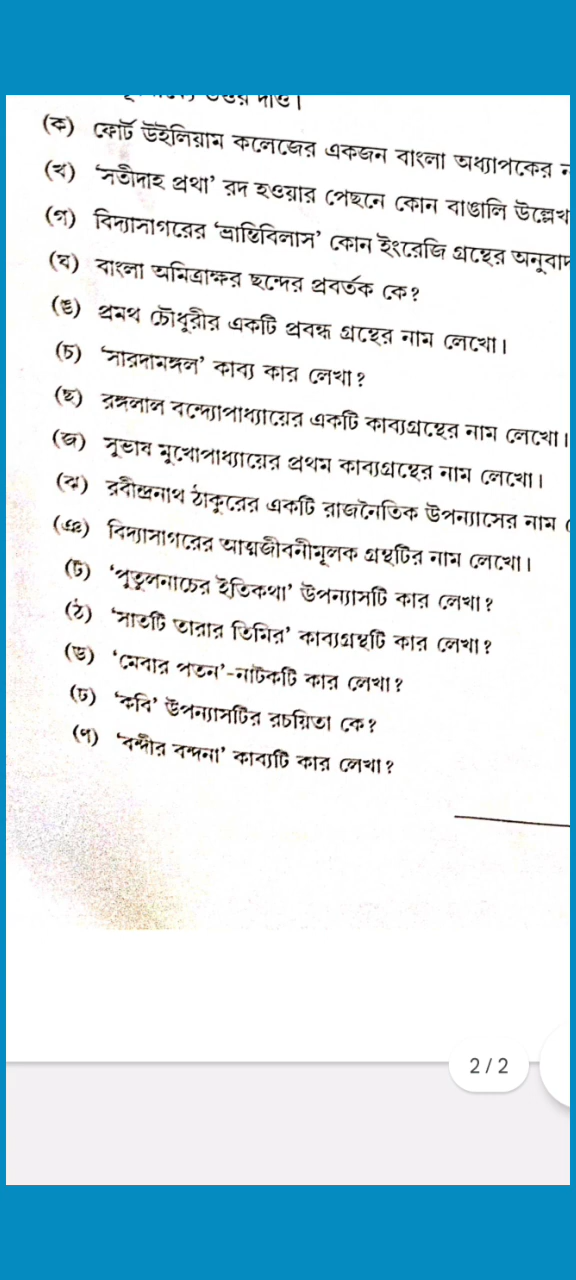 দাও।
(ক) ফোর্ট উইলিয়াম কলেজের একজন বাংলা অধ্যাপকের
(খ) 'সতীদাহ প্রথা' রদ হওয়ার পেছনে কোন বাঙালি উল্লেখ
(গ) বিদ্যাসাগরের 'ভ্রান্তিবিলাস' কোন ইংরেজি গ্রন্থের অনুবাদ
(ঘ) বাংলা অমিত্রাক্ষর ছন্দের প্রবর্তক কে?
(ঙ) প্রমথ চৌধুরীর একটি প্রবন্ধ গ্রন্থের নাম লেখো।
(চ) 'সারদামঙ্গল' কাব্য কার লেখা?
(ছ) রঙ্গলাল বন্দ্যোপাধ্যায়ের একটি কাব্যগ্রন্থের নাম লেখো।
(জ) সুভাষ মুখোপাধ্যায়ের প্রথম কাব্যগ্রন্থের নাম লেখো।
(ঝ) রবীন্দ্রনাথ ঠাকুরের একটি রাজনৈতিক উপন্যাসের নাম
(ঞ) বিদ্যাসাগরের আত্মজীবনীমূলক গ্রন্থটির নাম লেখো।
(ট) 'পুতুলনাচের ইতিকথা' উপন্যাসটি কার লেখা?
(ঠ) 'সাতটি তারার তিমির' কাব্যগ্রন্থটি কার লেখা?
(ড) 'মেবার পতন'-নাটকটি কার লেখা?
(ঢ) 'কবি' উপন্যাসটির রচয়িতা কে?
(ণ) 'বন্দীর বন্দনা' কাব্যটি কার লেখা?
2 / 2